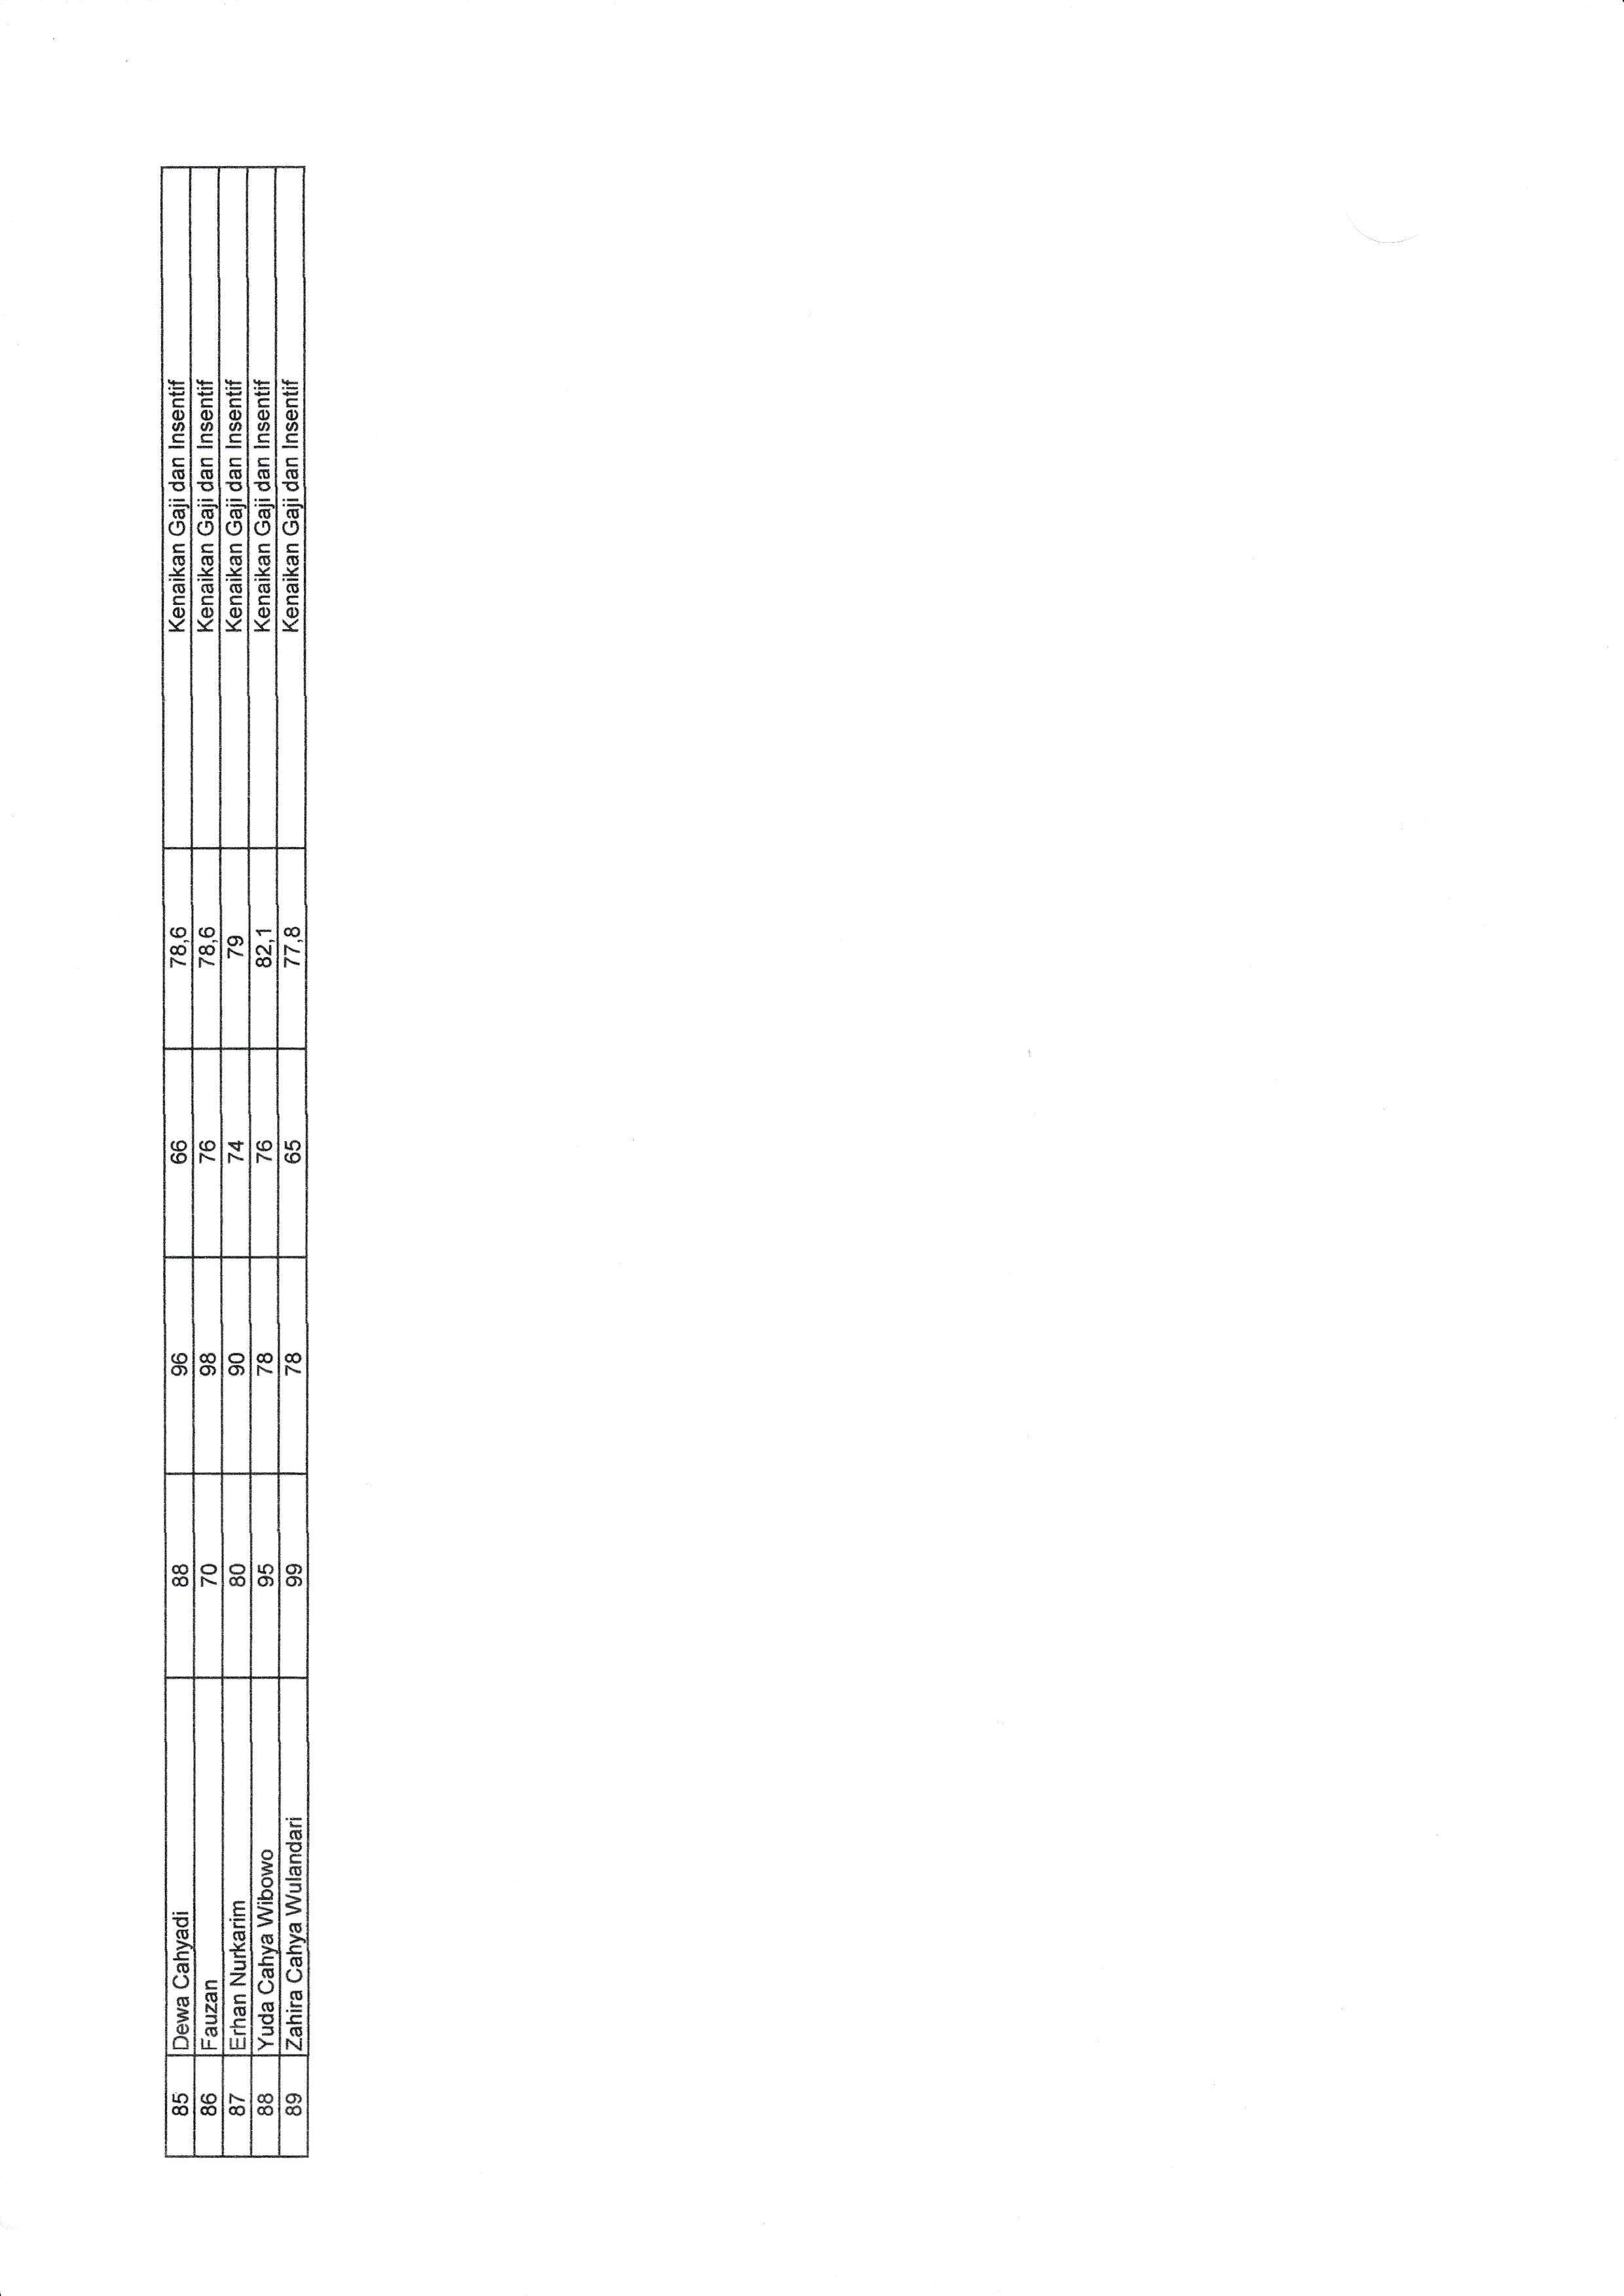 85 Dewa Cahyadi 88 96 66 78,6 Kenaikan Gaji dan Insentif
86 Fauzan 70 98 76 78,6 Kenaikan Gaji dan Insentif
87 Erhan Nurkarim 80 90 74 79 Kenaikan Gaji dan Insentif
88 Yuda Cahya Wibowo 95 78 76 82,1 Kenaikan Gaji dan Insentif
89 Zahira Cahya Wulandari 99 78 65 77,8 Kenaikan Gaji dan Insentif